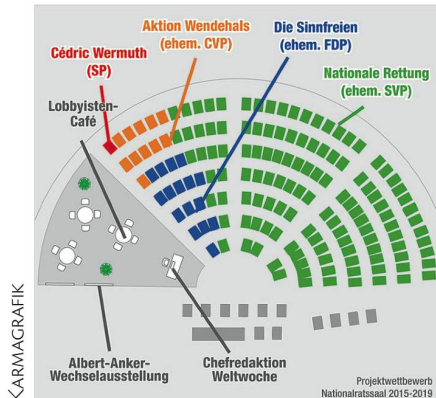 Aktion Wendehals
(ehem. CVP)
Die Sinnfreien
(ehem. FDP)
Cédric Wermuth
(SP)
Nationale Rettung
(ehem. SVP)
Lobbyisten-
Café
Albert-Anker-
Wechselausstellung
Chefredaktion
Weltwoche
Projektwettbewerb
Nationalratssaal 2015-2019
KARMAGRAFIK